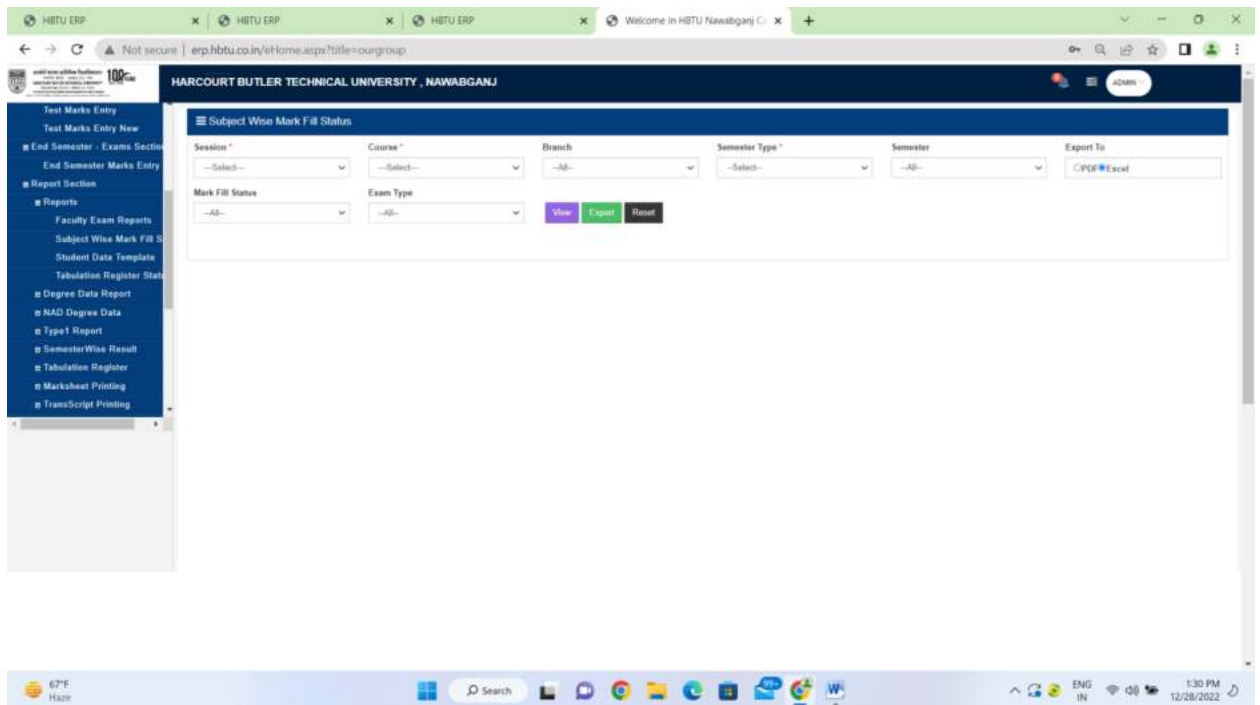 HBTU ERP
HBTU ERP
HBTU ERP
Welcome In HBTU Nawabganj C
Not secure | erp.hbtu.co.in/eHome.aspx?title=ourgroup
HARCOURT BUTLER TECHNICAL UNIVERSITY , NAWABGANJ
ADMIN
Test Marks Entry
Test Marks Entry New
End Semester - Exams Section
End Semester Marks Entry
Report Section
Reports
Faculty Exam Reports
Subject Wise Mark Fill S
Student Data Template
Tabulation Register Statu
Degree Data Report
NAD Degree Data
Type1 Report
SemesterWise Result
Tabulation Register
Marksheet Printing
TransScript Printing
Subject Wise Mark Fill Status
Session * Course * Branch Semester Type * Semester Export To
---Select--- ---Select--- --All-- --Select-- --All-- PDF Excel
Mark Fill Status Exam Type
--All-- --All-- View Export Reset
67°F
Haze
Search
99+
ENG
IN
1:30 PM
12/28/2022